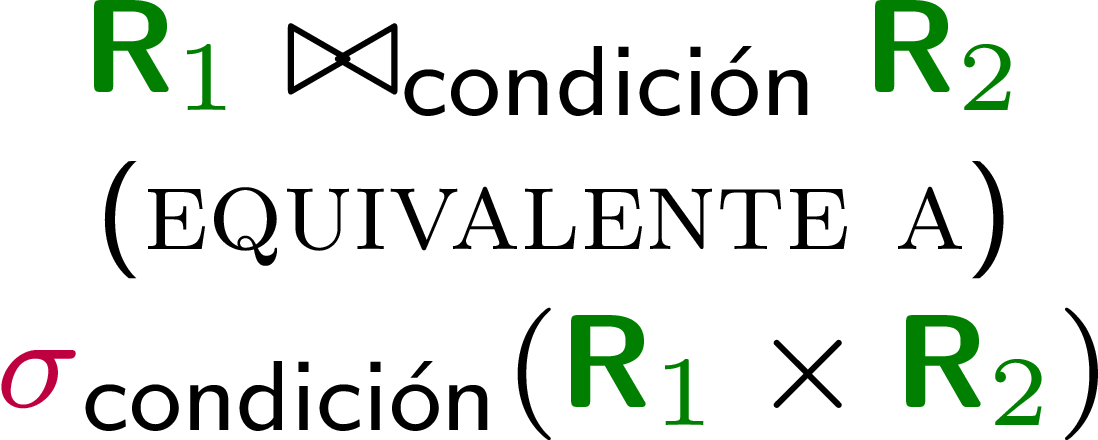 R₁ ⋈condición R₂
(EQUIVALENTE A)
σcondición(R₁ × R₂)